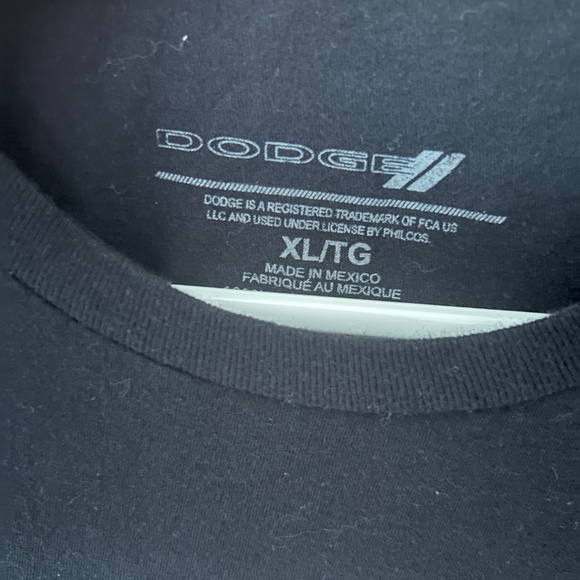 DODGE
DODGE IS A REGISTERED TRADEMARK OF FCA US
LLC AND USED UNDER LICENSE BY PHILCOS.
XL/TG
MADE IN MEXICO
FABRIQUÉ AU MEXIQUE